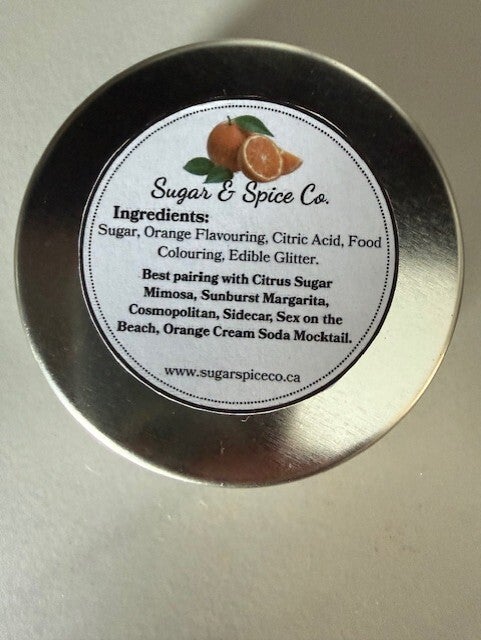 Sugar & Spice Co.
Ingredients:
Sugar, Orange Flavouring, Citric Acid, Food
Colouring, Edible Glitter.
Best pairing with Citrus Sugar
Mimosa, Sunburst Margarita,
Cosmopolitan, Sidecar, Sex on the
Beach, Orange Cream Soda Mocktail.
www.sugarspiceco.ca